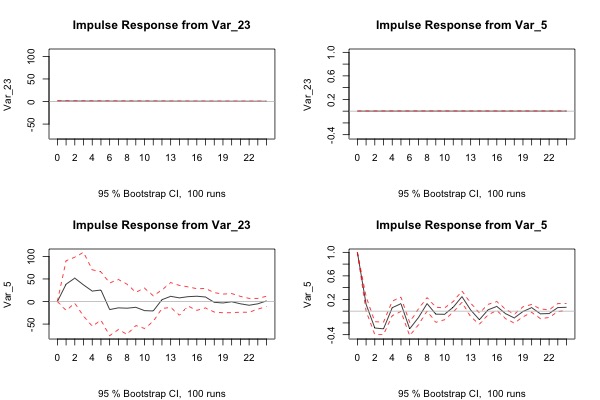 Impulse Response from Var_23
Var_23
-50 0 50 100
0 2 4 6 8 10 13 16 19 22
95 % Bootstrap CI, 100 runs
Impulse Response from Var_5
Var_23
-0.4 0.2 0.6 1.0
0 2 4 6 8 10 13 16 19 22
95 % Bootstrap CI, 100 runs
Impulse Response from Var_23
Var_5
-50 0 50 100
0 2 4 6 8 10 13 16 19 22
95 % Bootstrap CI, 100 runs
Impulse Response from Var_5
Var_5
-0.4 0.2 0.6 1.0
0 2 4 6 8 10 13 16 19 22
95 % Bootstrap CI, 100 runs